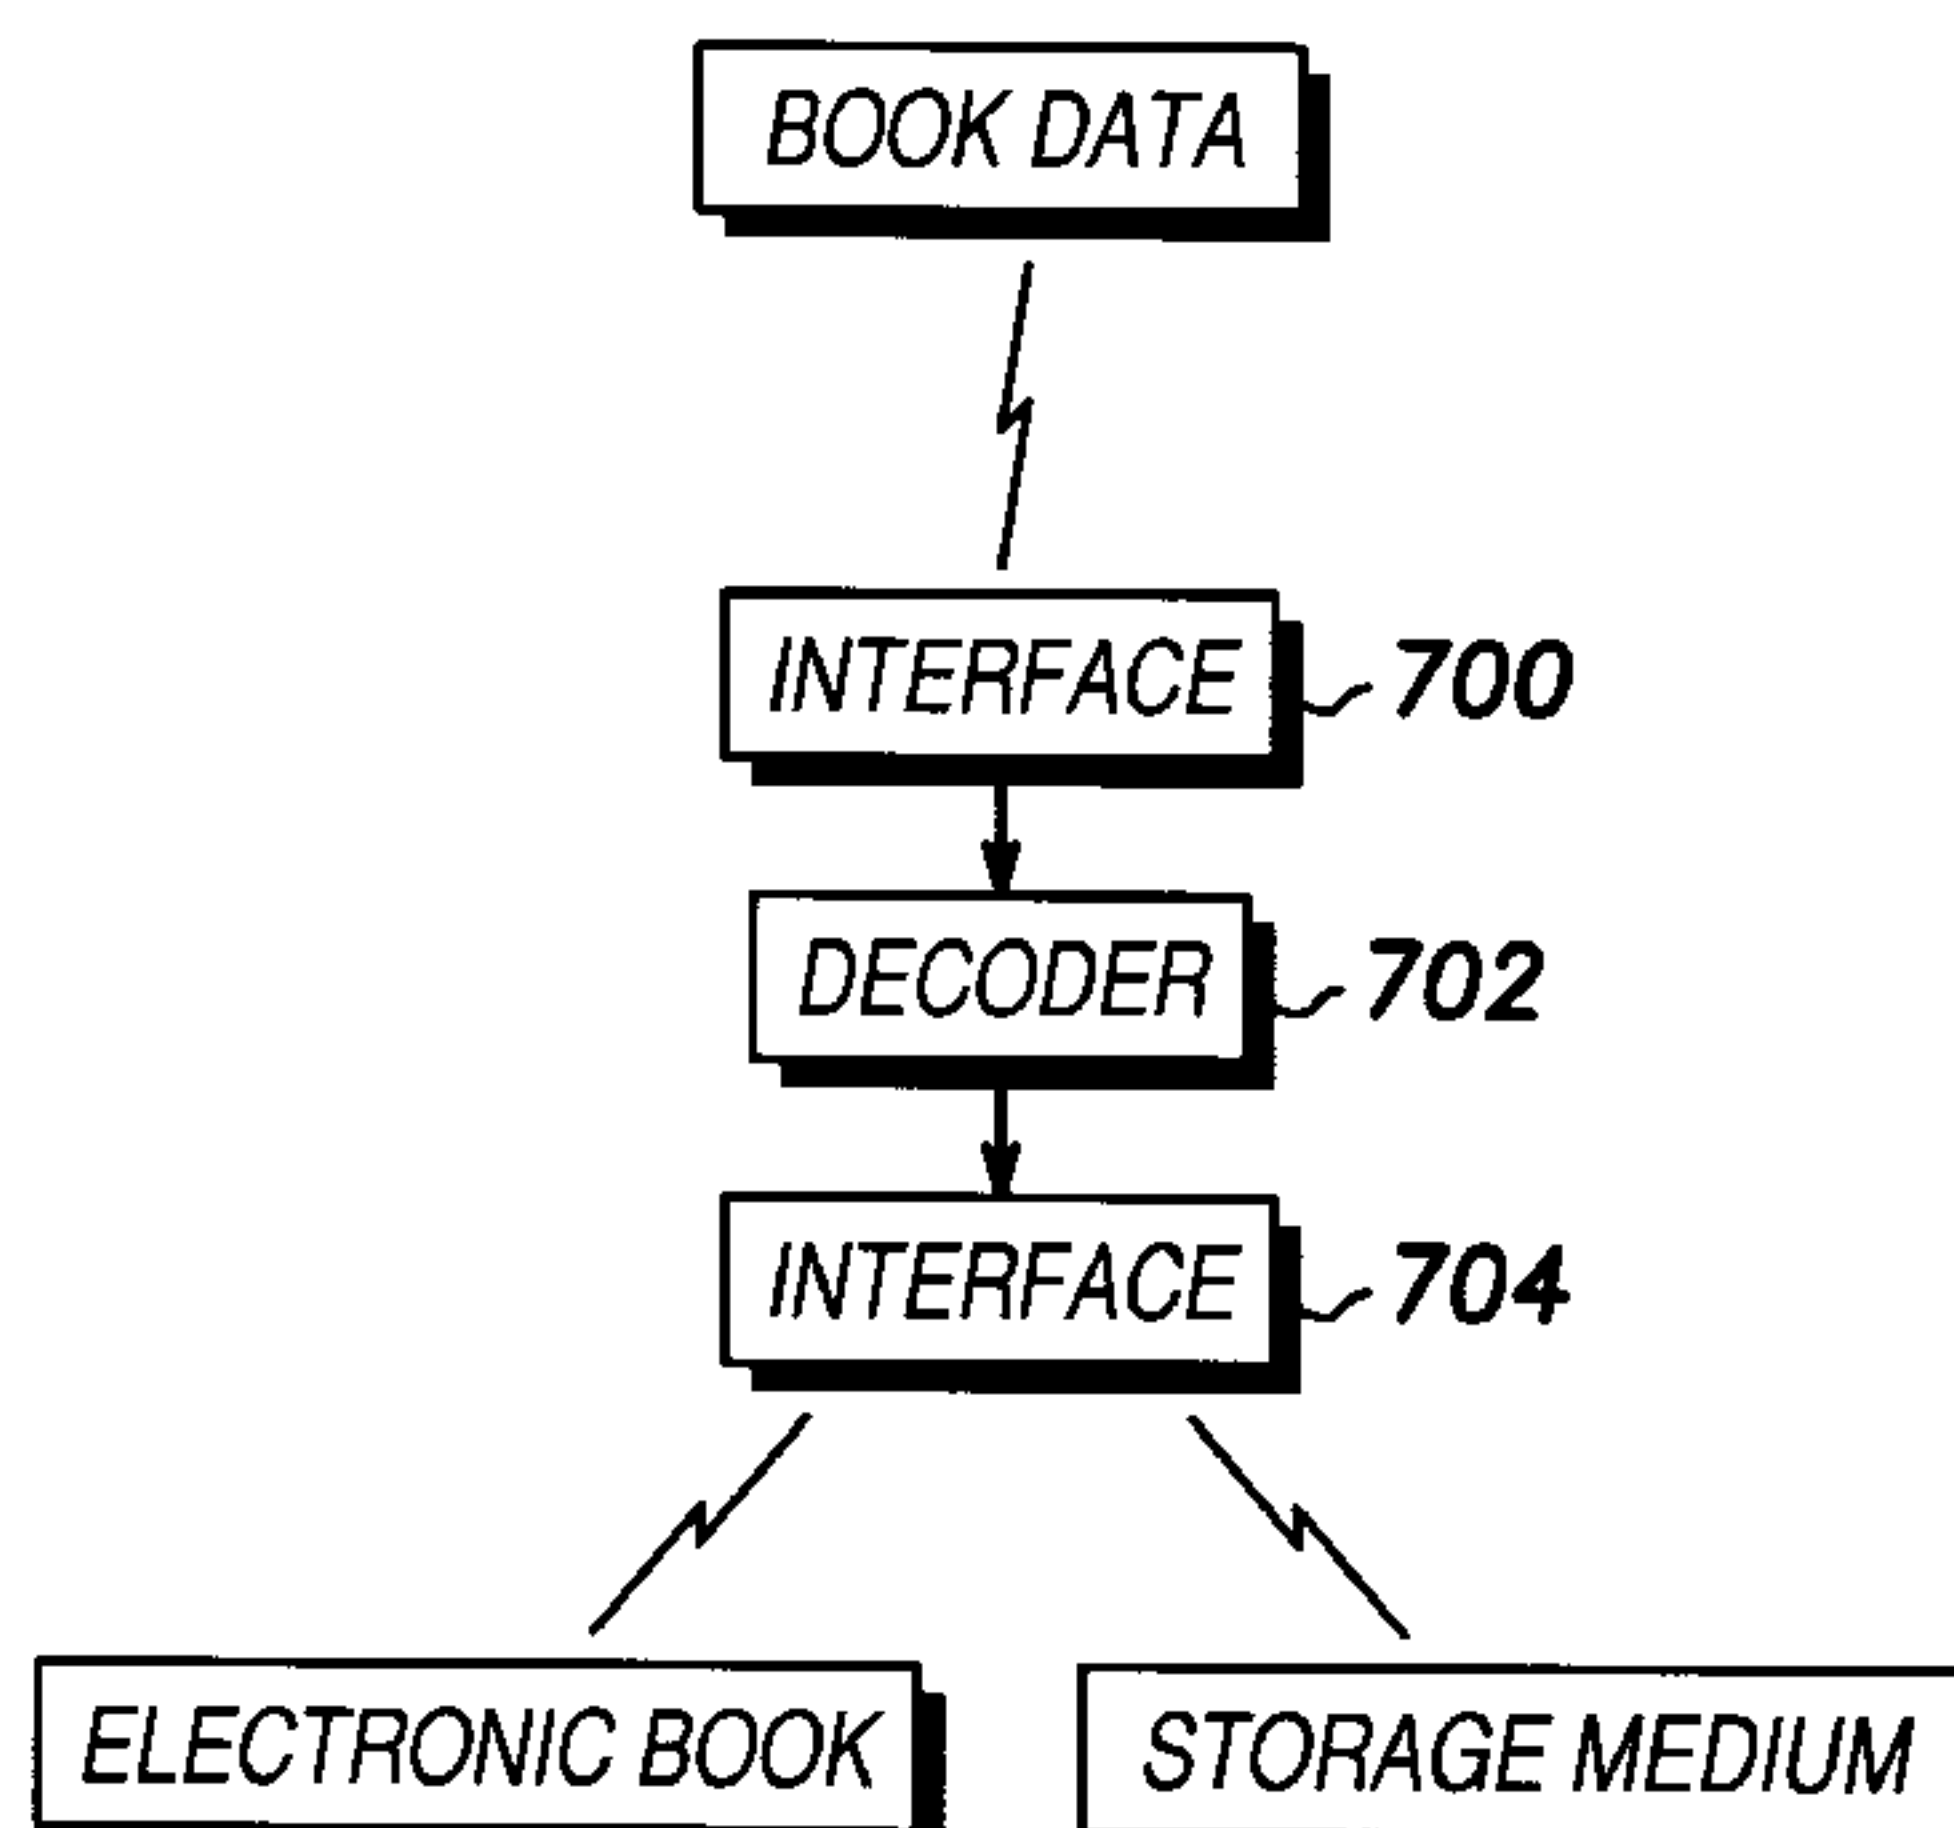 BOOK DATA
INTERFACE 700
DECODER 702
INTERFACE 704
ELECTRONIC BOOK
STORAGE MEDIUM